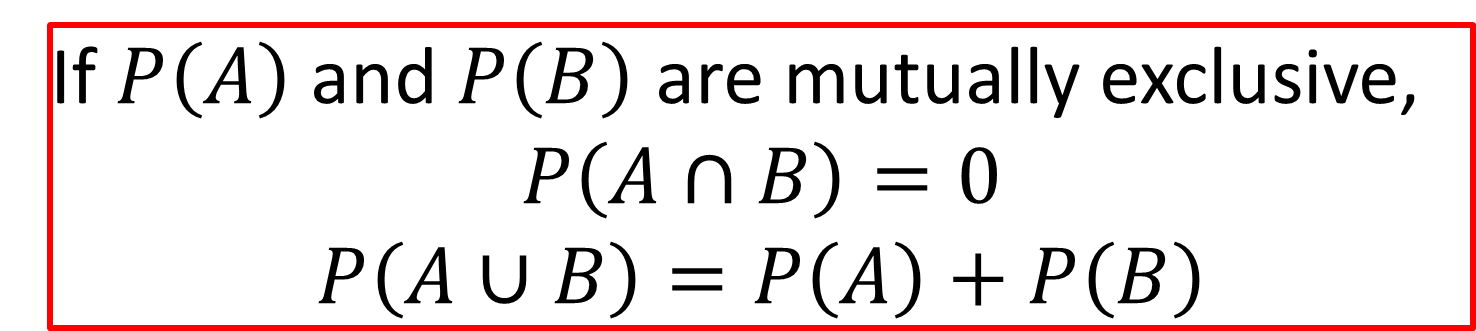 If P(A) and P(B) are mutually exclusive,
P(A ∩ B) = 0
P(A ∪ B) = P(A) + P(B)